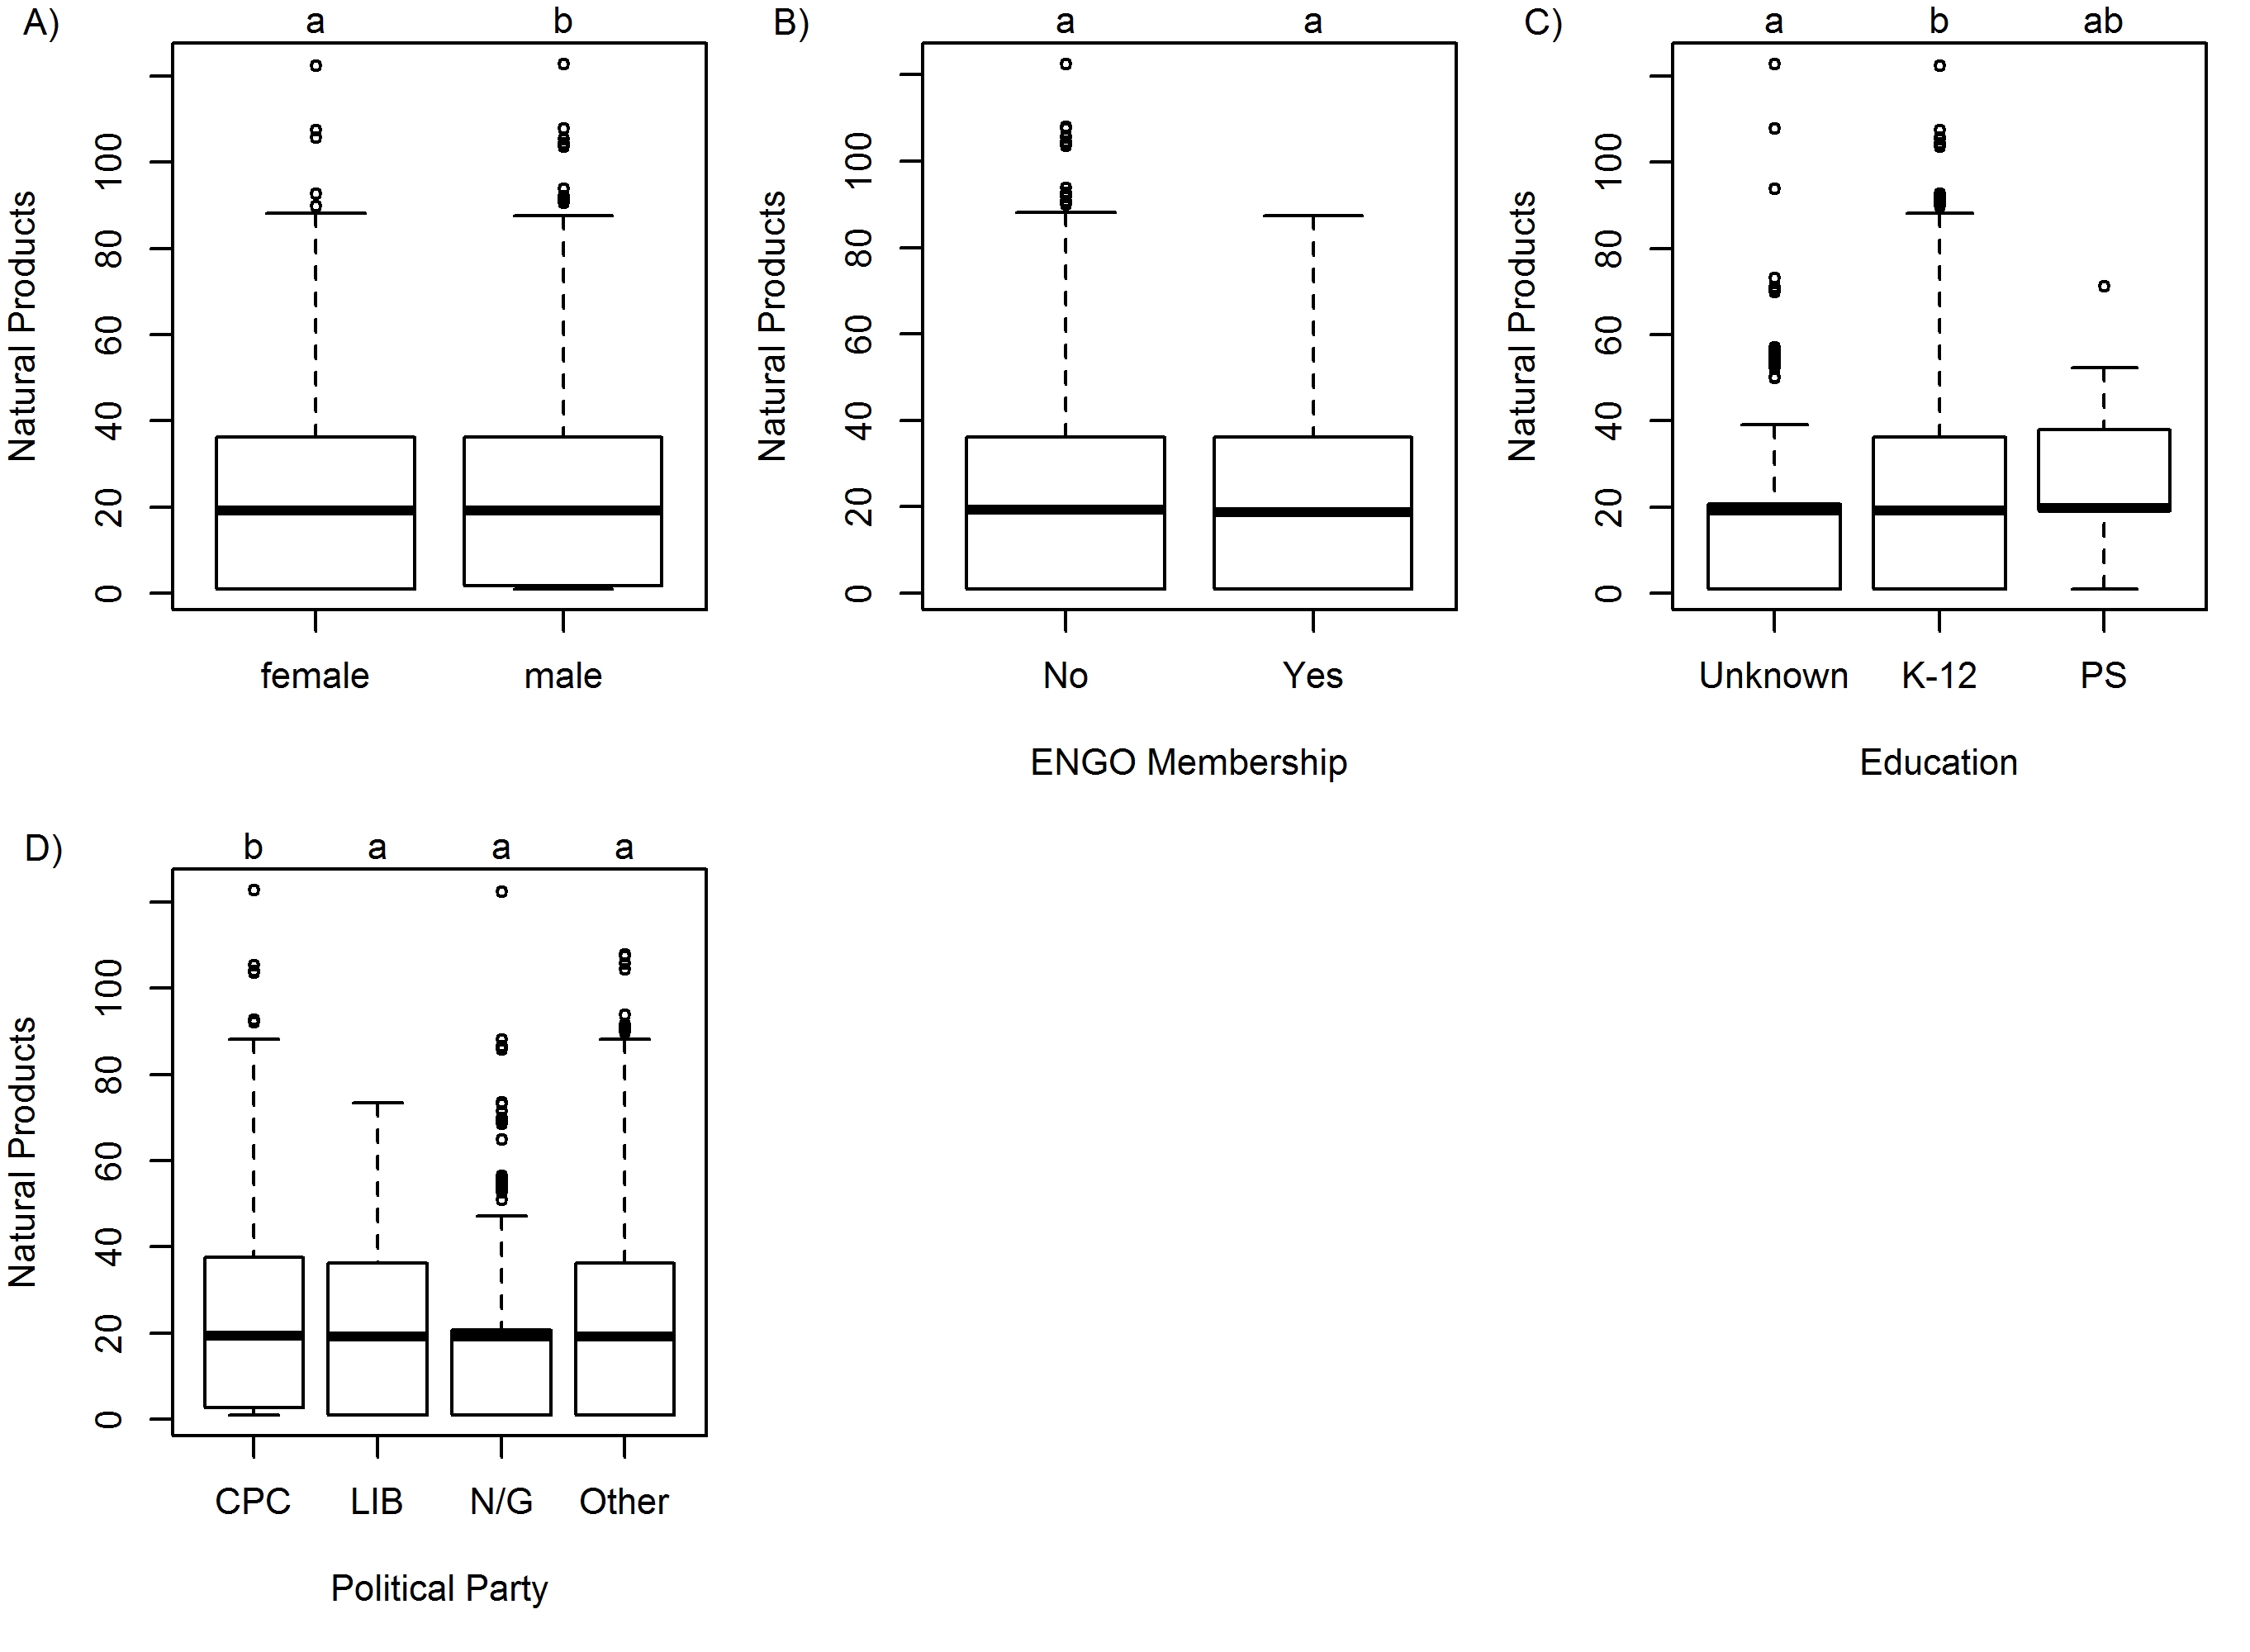 A) a b
Natural Products
0 20 40 60 80 100
female male
B) a a
Natural Products
0 20 40 60 80 100
No Yes
ENGO Membership
C) a b ab
Natural Products
0 20 40 60 80 100
Unknown K-12 PS
Education
D) b a a a
Natural Products
0 20 40 60 80 100
CPC LIB N/G Other
Political Party